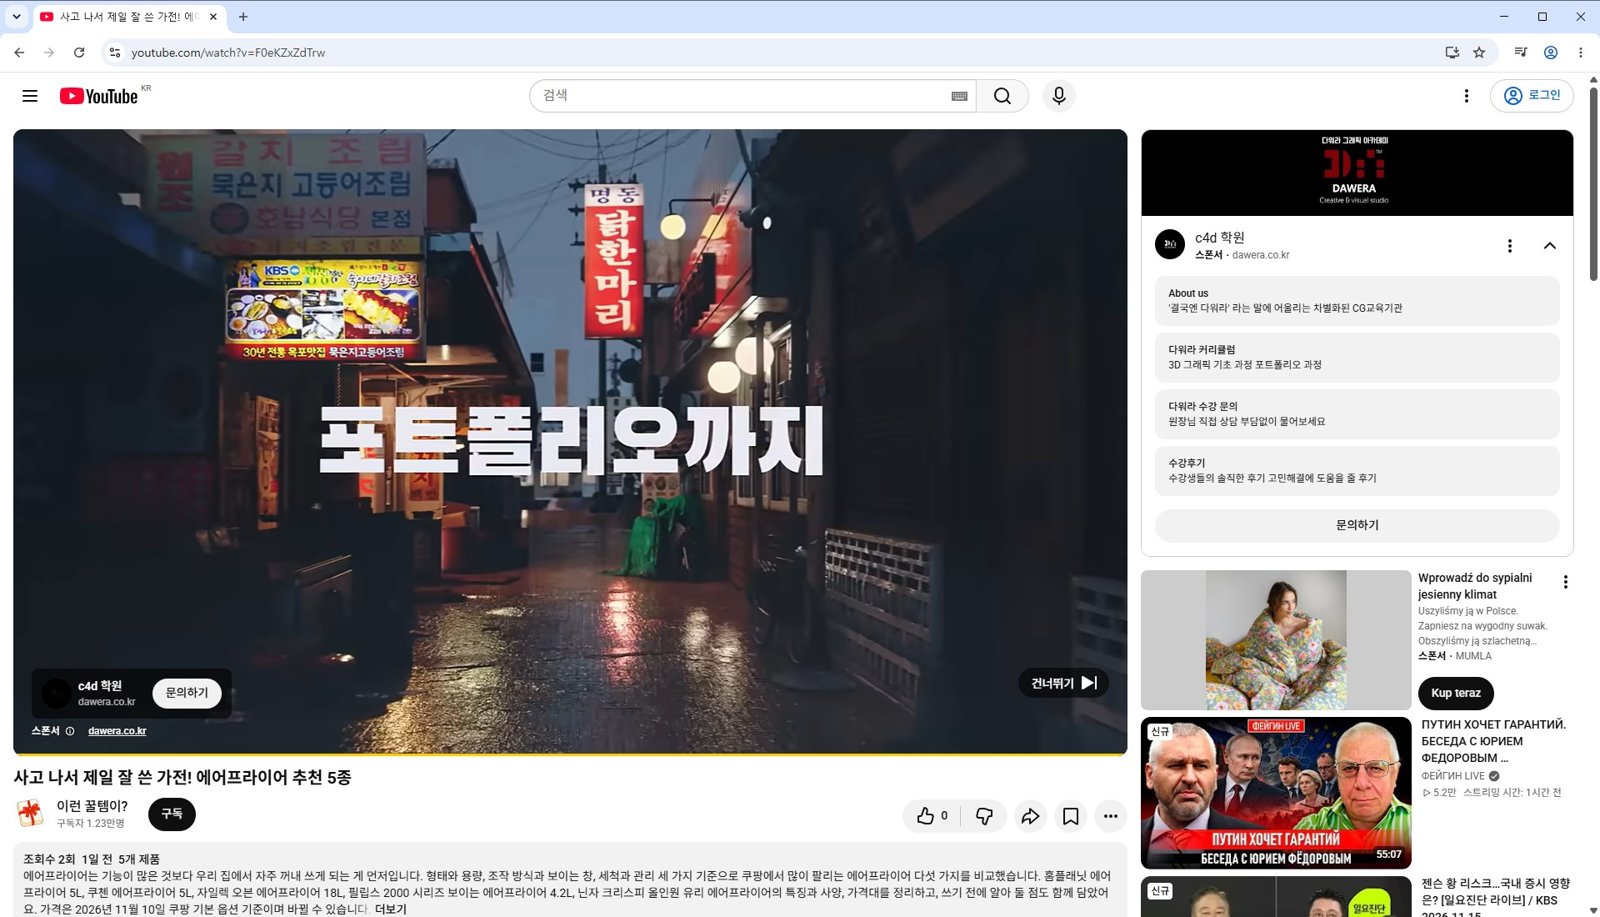 사고 나서 제일 잘 쓴 가전! 에어
youtube.com/watch?v=F0eKZxZdTrw
YouTube KR
검색
로그인
원조
갈치 조림
묵은지 고등어조림
호남식당 본점
KBS
30년 전통 목포맛집 묵은지고등어조림
명동
닭한마리
포트폴리오까지
c4d 학원
dawera.co.kr
문의하기
스폰서
dawera.co.kr
건너뛰기
사고 나서 제일 잘 쓴 가전! 에어프라이어 추천 5종
이런 꿀템이?
구독자 1.23만명
구독
0
조회수 2회 1일 전 5개 제품
에어프라이어는 기능이 많은 것보다 우리 집에서 자주 꺼내 쓰게 되는 게 먼저입니다. 형태와 용량, 조작 방식과 보이는 창, 세척과 관리 세 가지 기준으로 쿠팡에서 많이 팔리는 에어프라이어 다섯 가지를 비교했습니다. 홈플래닛 에어
프라이어 5L, 쿠첸 에어프라이어 5L, 자일렉 오븐 에어프라이어 18L, 필립스 2000 시리즈 보이는 에어프라이어 4.2L, 닌자 크리스피 올인원 유리 에어프라이어의 특징과 사양, 가격대를 정리하고, 쓰기 전에 알아 둘 점도 함께 담았어
요. 가격은 2026년 11월 10일 쿠팡 기본 옵션 기준이며 바뀔 수 있습니다. 더보기
다워라 그래픽 아카데미
DAWERA
Creative & visual studio
c4d 학원
스폰서 · dawera.co.kr
About us
'결국엔 다워라' 라는 말에 어울리는 차별화된 CG교육기관
다워라 커리큘럼
3D 그래픽 기초 과정 포트폴리오 과정
다워라 수강 문의
원장님 직접 상담 부담없이 물어보세요
수강후기
수강생들의 솔직한 후기 고민해결에 도움을 줄 후기
문의하기
Wprowadź do sypialni
jesienny klimat
Uszyliśmy ją w Polsce.
Zapniesz na wygodny suwak.
Obszyliśmy ją szlachetną...
스폰서 · MUMLA
Kup teraz
신규
ФЕЙГИН LIVE
ПУТИН ХОЧЕТ ГАРАНТИЙ
БЕСЕДА С ЮРИЕМ ФЁДОРОВЫМ
55:07
ПУТИН ХОЧЕТ ГАРАНТИЙ.
БЕСЕДА С ЮРИЕМ
ФЕДОРОВЫМ ...
ФЕЙГИН LIVE
5.2만 스트리밍 시간: 1시간 전
신규
일요진단
젠슨 황 리스크...국내 증시 영향
은? [일요진단 라이브] / KBS
2026.11.15